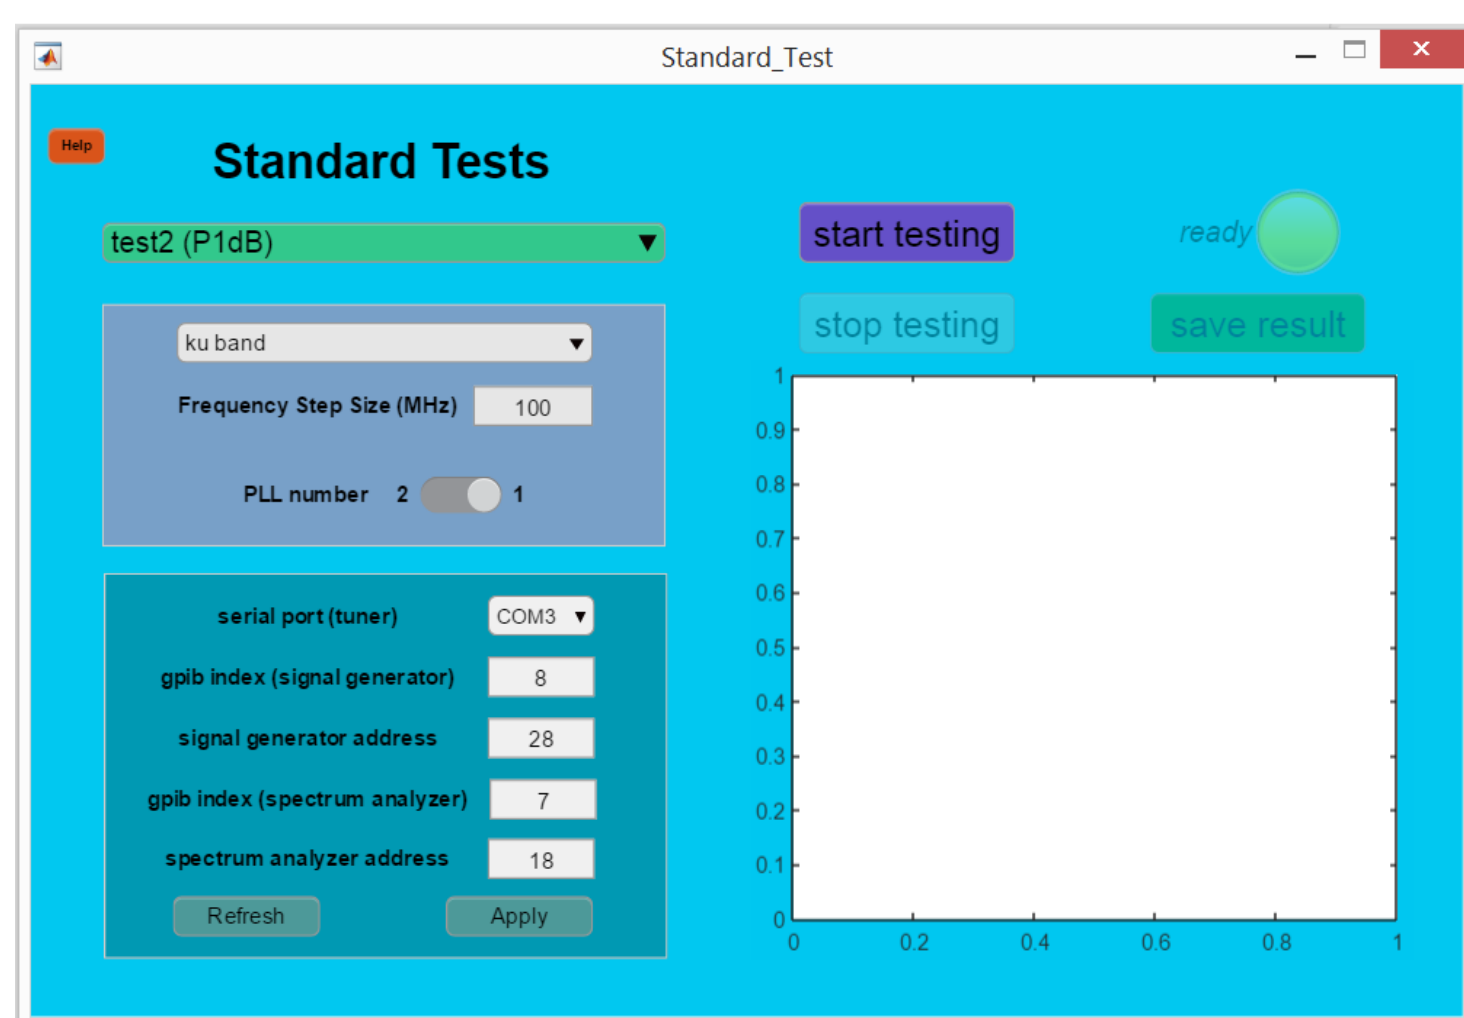 Standard_Test
Help
Standard Tests
test2 (P1dB)
start testing
ready
stop testing
save result
ku band
Frequency Step Size (MHz) 100
PLL number 2 1
serial port (tuner) COM3
gpib index (signal generator) 8
signal generator address 28
gpib index (spectrum analyzer) 7
spectrum analyzer address 18
Refresh Apply
1
0.9
0.8
0.7
0.6
0.5
0.4
0.3
0.2
0.1
0
0 0.2 0.4 0.6 0.8 1